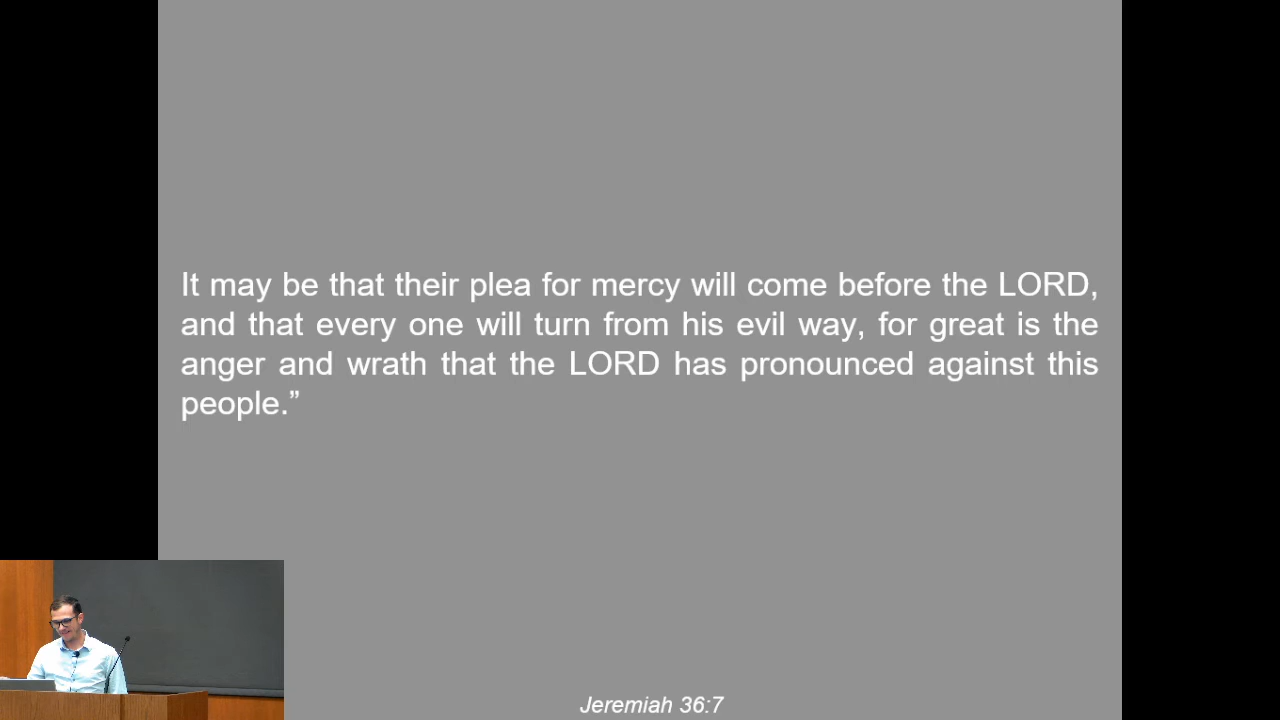 It may be that their plea for mercy will come before the LORD,
and that every one will turn from his evil way, for great is the
anger and wrath that the LORD has pronounced against this
people.”
Jeremiah 36:7